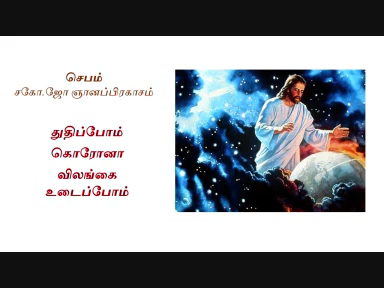 செபம்
சகோ.ஜோ ஞானப்பிரகாசம்
துதிப்போம்
கொரோனா
விலங்கை
உடைப்போம்